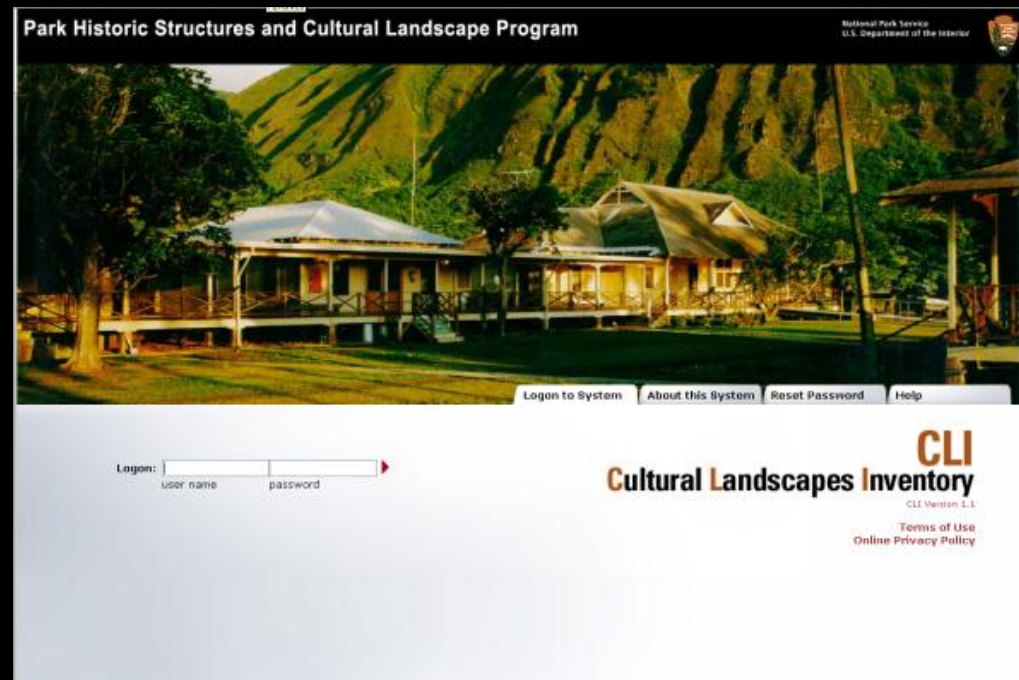 Park Historic Structures and Cultural Landscape Program
National Park Service
U.S. Department of the Interior
Logon to System
About this System
Reset Password
Help
Logon:
user name
password
CLI
Cultural Landscapes Inventory
CLI Version 1.1
Terms of Use
Online Privacy Policy